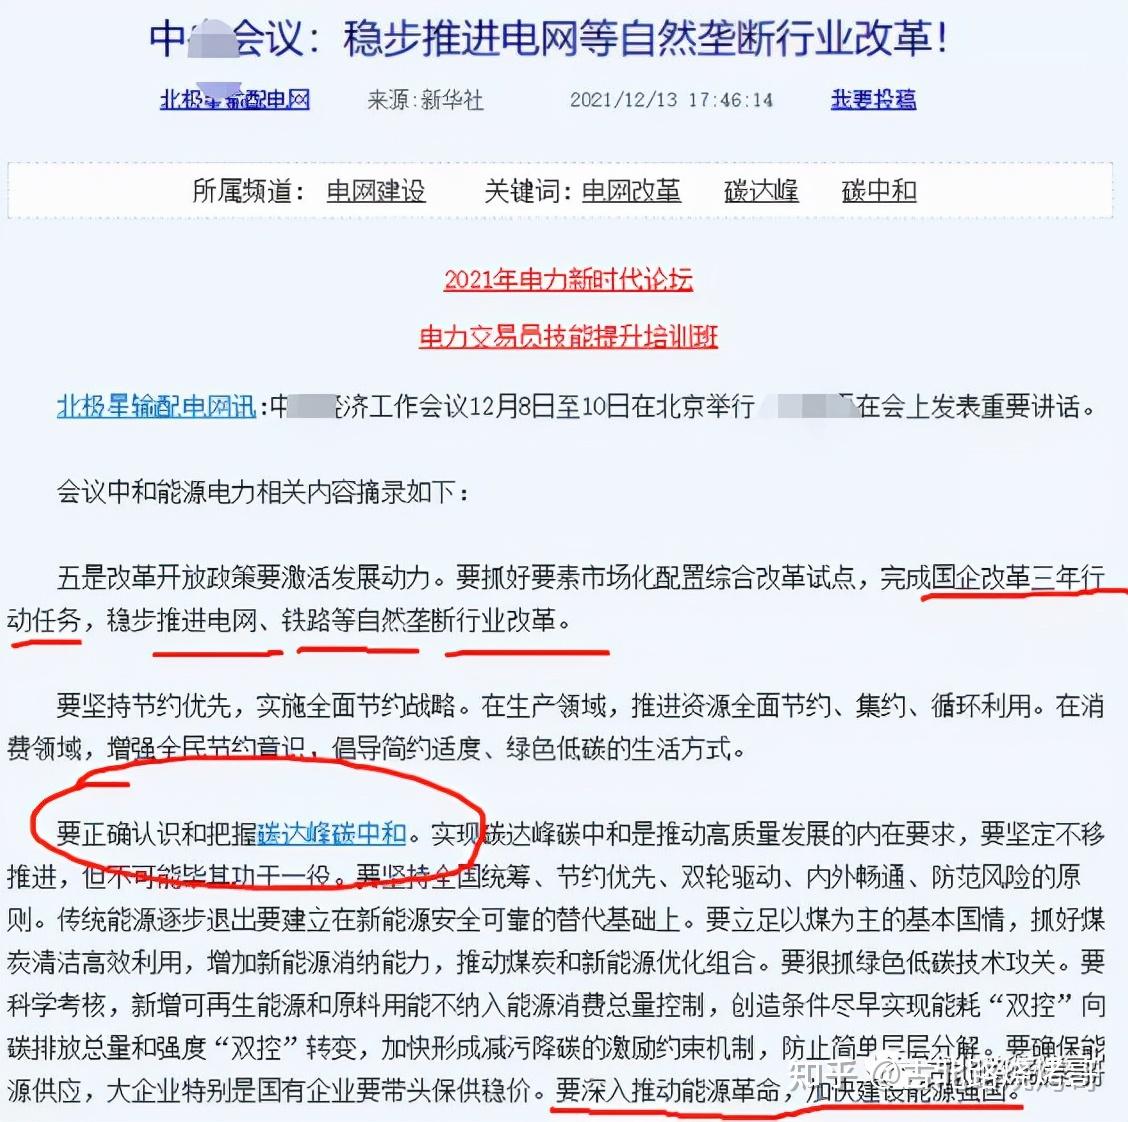 中 会议：稳步推进电网等自然垄断行业改革！
北极星输配电网 来源:新华社 2021/12/13 17:46:14 我要投稿
所属频道： 电网建设 关键词： 电网改革 碳达峰 碳中和
2021年电力新时代论坛
电力交易员技能提升培训班
北极星输配电网讯:中 经济工作会议12月8日至10日在北京举行 在会上发表重要讲话。
会议中和能源电力相关内容摘录如下：
五是改革开放政策要激活发展动力。要抓好要素市场化配置综合改革试点，完成国企改革三年行
动任务，稳步推进电网、铁路等自然垄断行业改革。
要坚持节约优先，实施全面节约战略。在生产领域，推进资源全面节约、集约、循环利用。在消
费领域，增强全民节约意识，倡导简约适度、绿色低碳的生活方式。
要正确认识和把握碳达峰碳中和。实现碳达峰碳中和是推动高质量发展的内在要求，要坚定不移
推进，但不可能毕其功于一役。要坚持全国统筹、节约优先、双轮驱动、内外畅通、防范风险的原
则。传统能源逐步退出要建立在新能源安全可靠的替代基础上。要立足以煤为主的基本国情，抓好煤
炭清洁高效利用，增加新能源消纳能力，推动煤炭和新能源优化组合。要狠抓绿色低碳技术攻关。要
科学考核，新增可再生能源和原料用能不纳入能源消费总量控制，创造条件尽早实现能耗“双控”向
碳排放总量和强度“双控”转变，加快形成减污降碳的激励约束机制，防止简单层层分解。要确保能
源供应，大企业特别是国有企业要带头保供稳价。要深入推动能源革命，加快建设能源强国。
知乎 @古北路烧烤哥